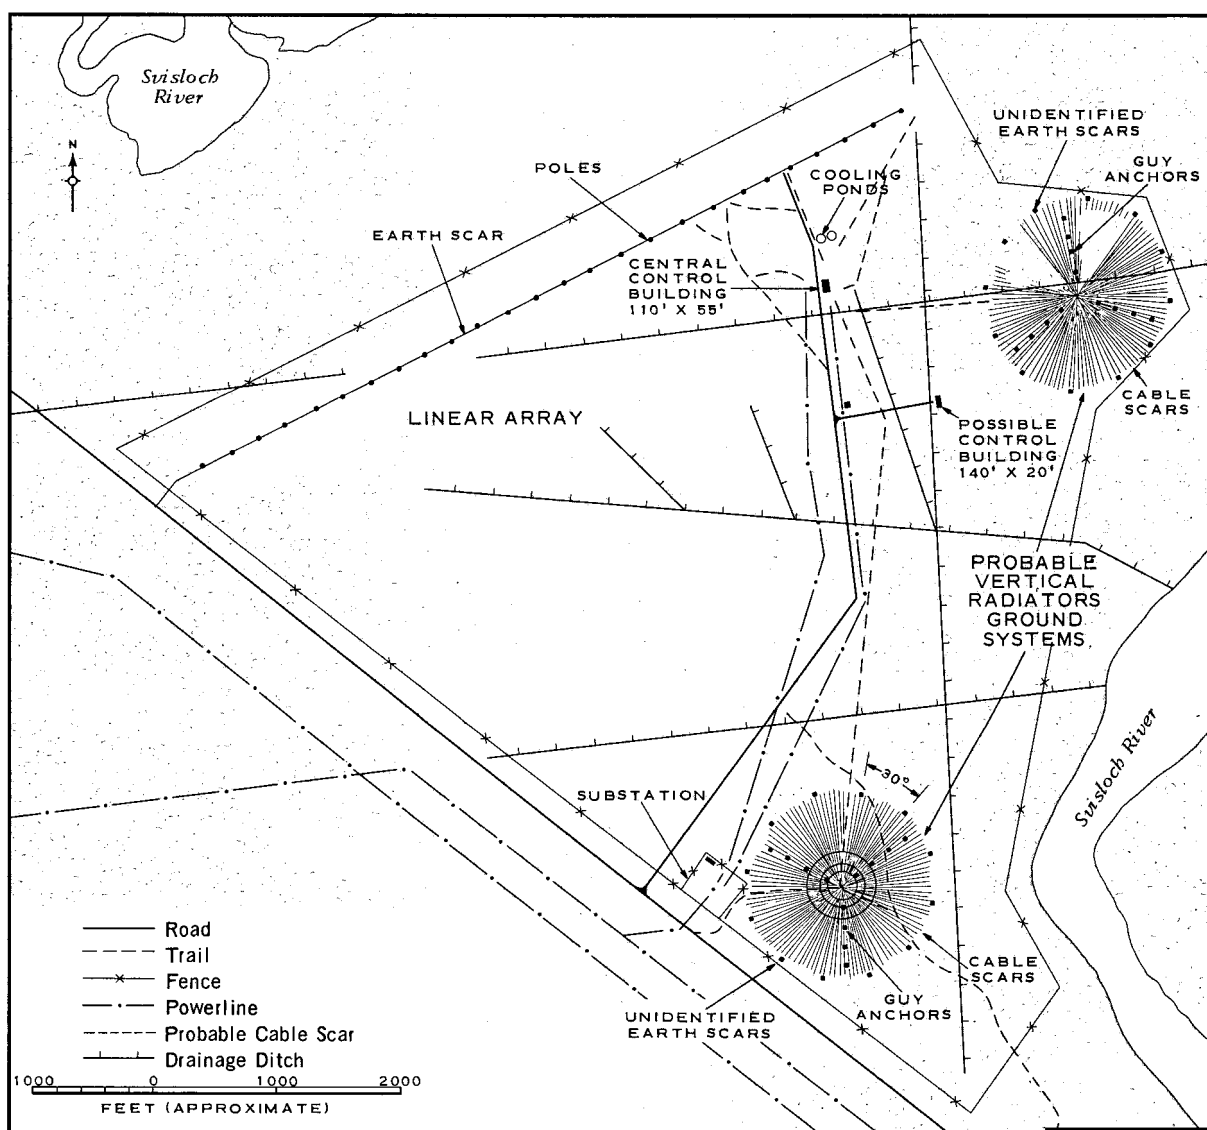 Svisloch
River
N
UNIDENTIFIED
EARTH SCARS
GUY
ANCHORS
POLES
COOLING
PONDS
EARTH SCAR
CENTRAL
CONTROL
BUILDING
110' X 55'
CABLE
SCARS
LINEAR ARRAY
POSSIBLE
CONTROL
BUILDING
140' X 20'
PROBABLE
VERTICAL
RADIATORS
GROUND
SYSTEMS
Svisloch River
30°
SUBSTATION
CABLE
SCARS
GUY
ANCHORS
UNIDENTIFIED
EARTH SCARS
Road
Trail
Fence
Powerline
Probable Cable Scar
Drainage Ditch
1000 0 1000 2000
FEET (APPROXIMATE)